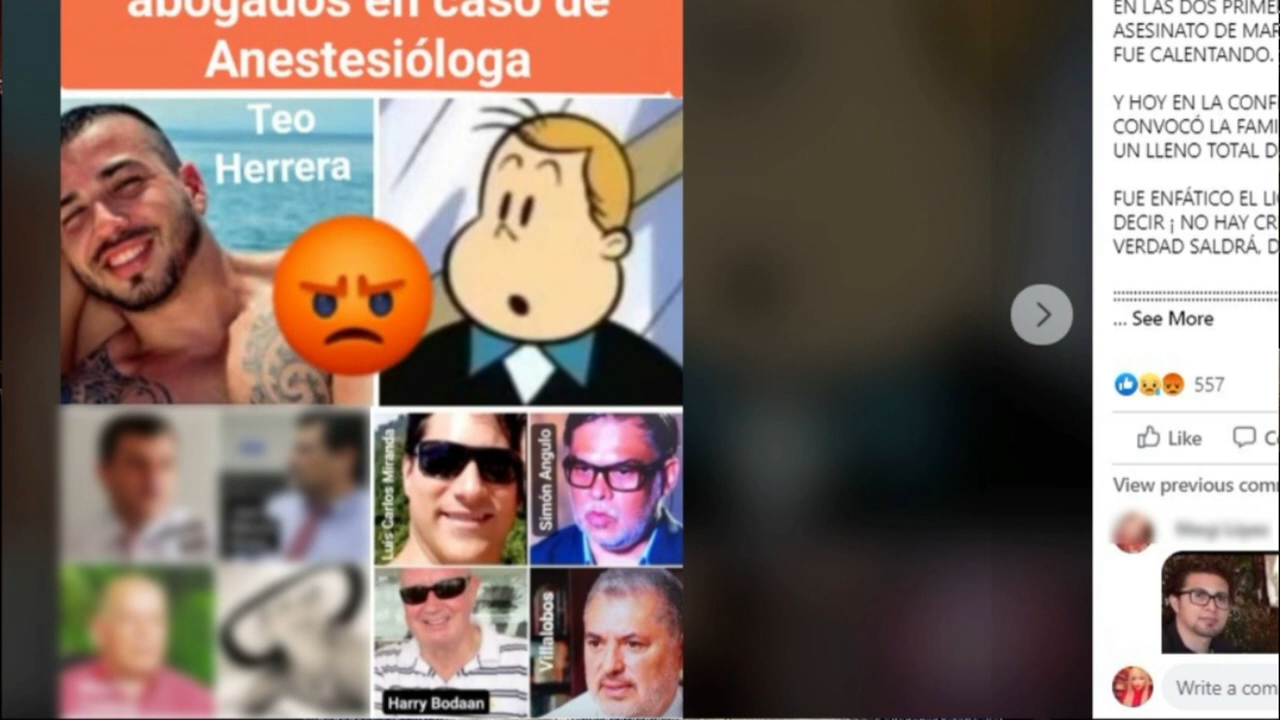 abogados en caso de
Anestesióloga
Teo
Herrera
Luis Carlos Miranda
Simón Angulo
Harry Bodaan
Villalobos
EN LAS DOS PRIME
ASESINATO DE MAR
FUE CALENTANDO.
Y HOY EN LA CONF
CONVOCÓ LA FAMI
UN LLENO TOTAL D
FUE ENFÁTICO EL LI
DECIR ¡ NO HAY CR
VERDAD SALDRÁ, D
::::::::::::::::::::::::::::::::::::::::
... See More
557
Like
C
View previous com
Write a com